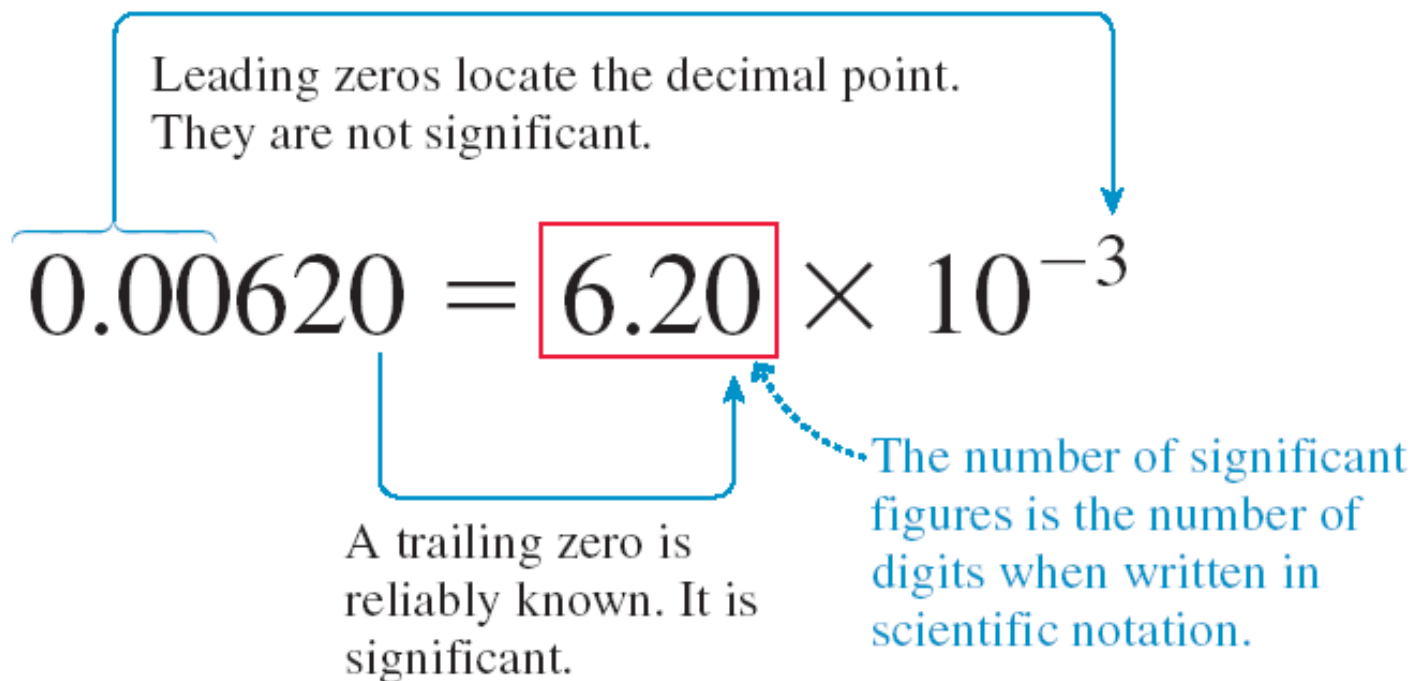 Leading zeros locate the decimal point.
They are not significant.
0.00620 = 6.20 × 10⁻³
A trailing zero is
reliably known. It is
significant.
The number of significant
figures is the number of
digits when written in
scientific notation.